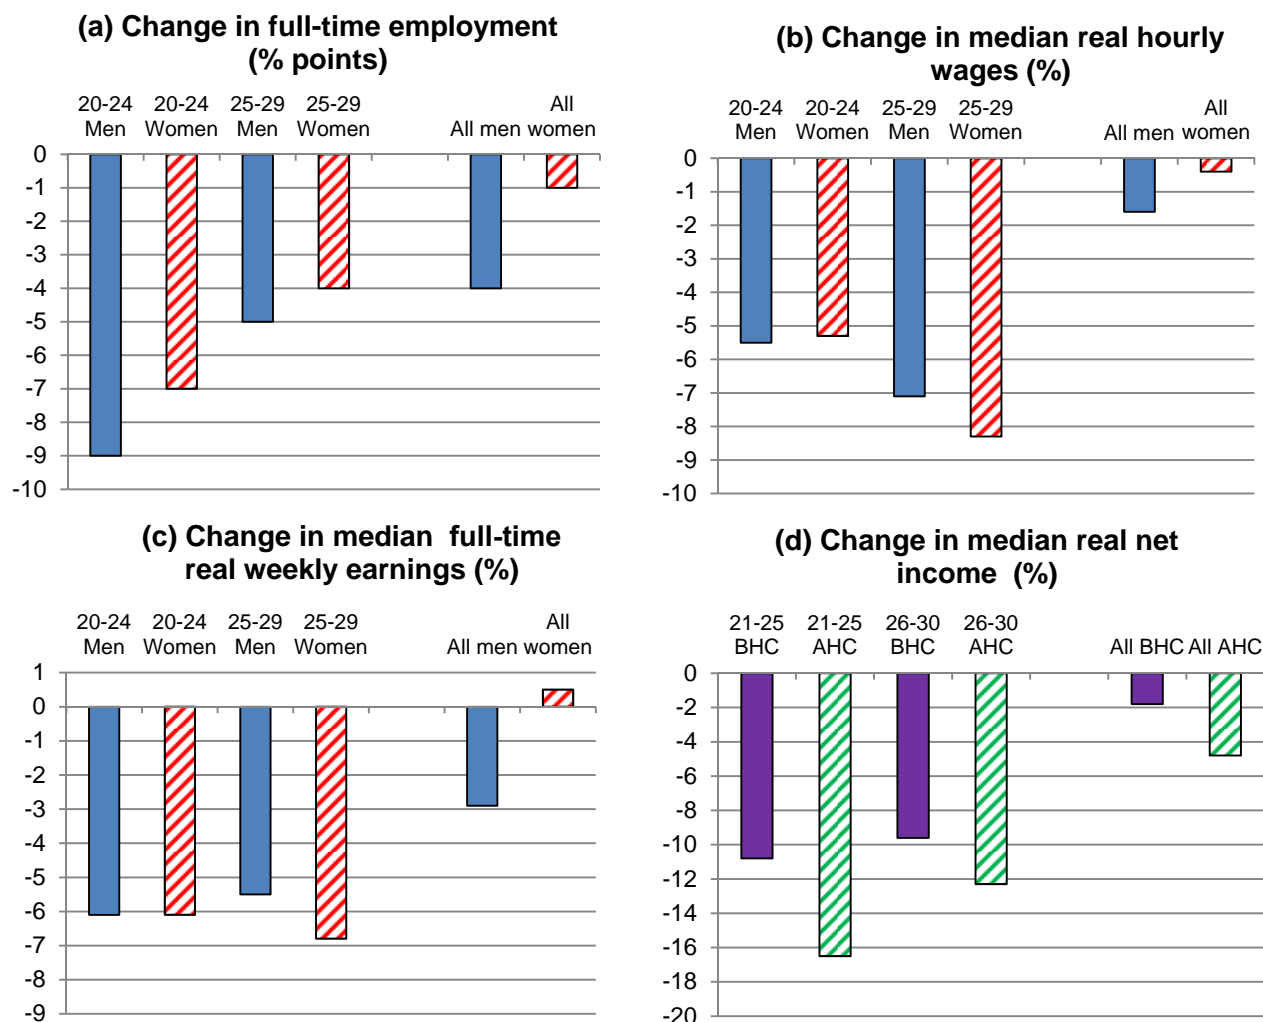 (a) Change in full-time employment
(% points)
20-24 20-24 25-29 25-29 All
Men Women Men Women All men women
0
-1
-2
-3
-4
-5
-6
-7
-8
-9
-10
(b) Change in median real hourly
wages (%)
20-24 20-24 25-29 25-29 All
Men Women Men Women All men women
0
-1
-2
-3
-4
-5
-6
-7
-8
-9
-10
(c) Change in median full-time
real weekly earnings (%)
20-24 20-24 25-29 25-29 All
Men Women Men Women All men women
1
0
-1
-2
-3
-4
-5
-6
-7
-8
-9
(d) Change in median real net
income (%)
21-25 21-25 26-30 26-30
BHC AHC BHC AHC All BHC All AHC
0
-2
-4
-6
-8
-10
-12
-14
-16
-18
-20